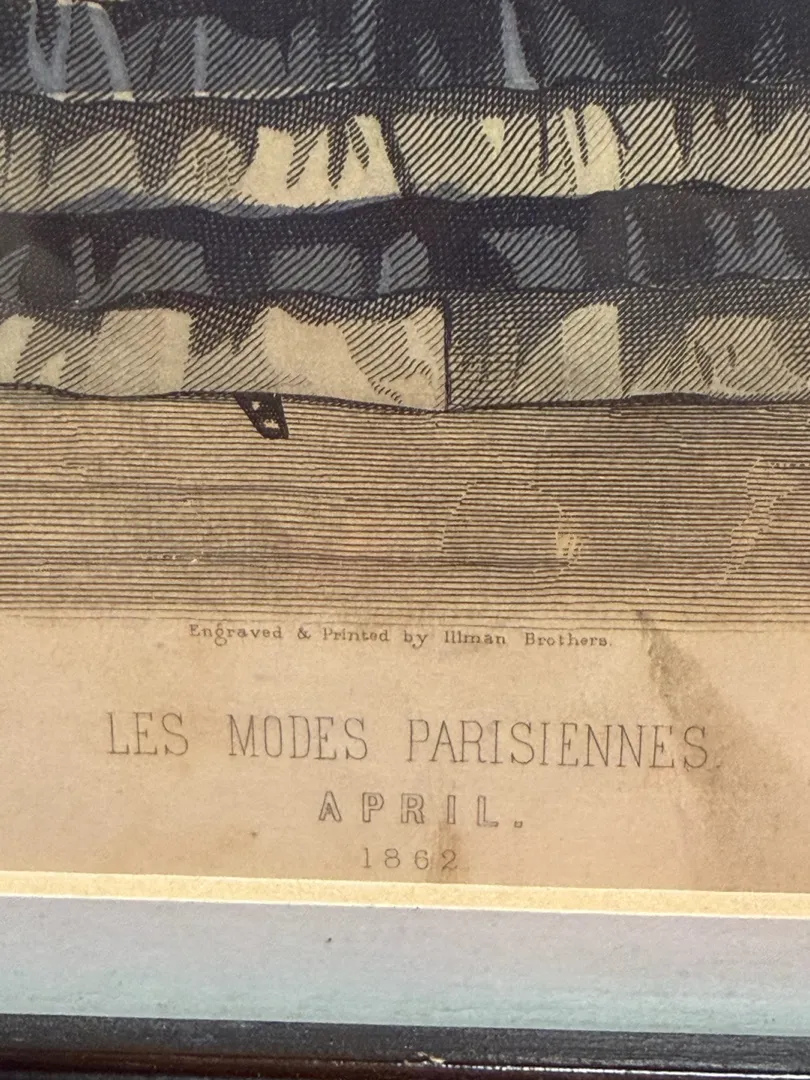 Engraved & Printed by Illman Brothers.
LES MODES PARISIENNES.
APRIL.
1862